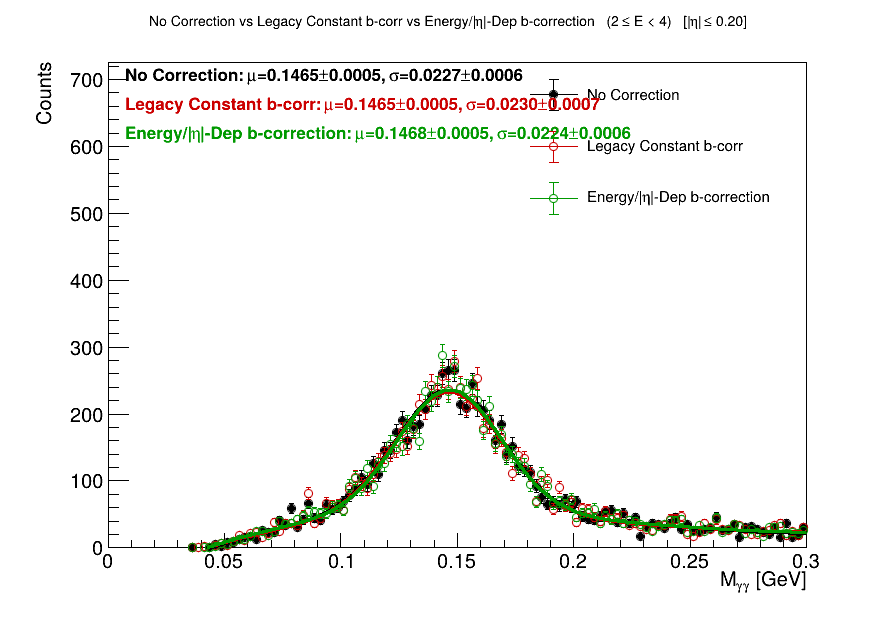 No Correction vs Legacy Constant b-corr vs Energy/|η|-Dep b-correction (2 ≤ E < 4) [|η| ≤ 0.20]
Counts
No Correction: μ=0.1465±0.0005, σ=0.0227±0.0006
Legacy Constant b-corr: μ=0.1465±0.0005, σ=0.0230±0.0007
Energy/|η|-Dep b-correction: μ=0.1468±0.0005, σ=0.0224±0.0006
No Correction
Legacy Constant b-corr
Energy/|η|-Dep b-correction
700
600
500
400
300
200
100
0
0 0.05 0.1 0.15 0.2 0.25 0.3
Mγγ [GeV]